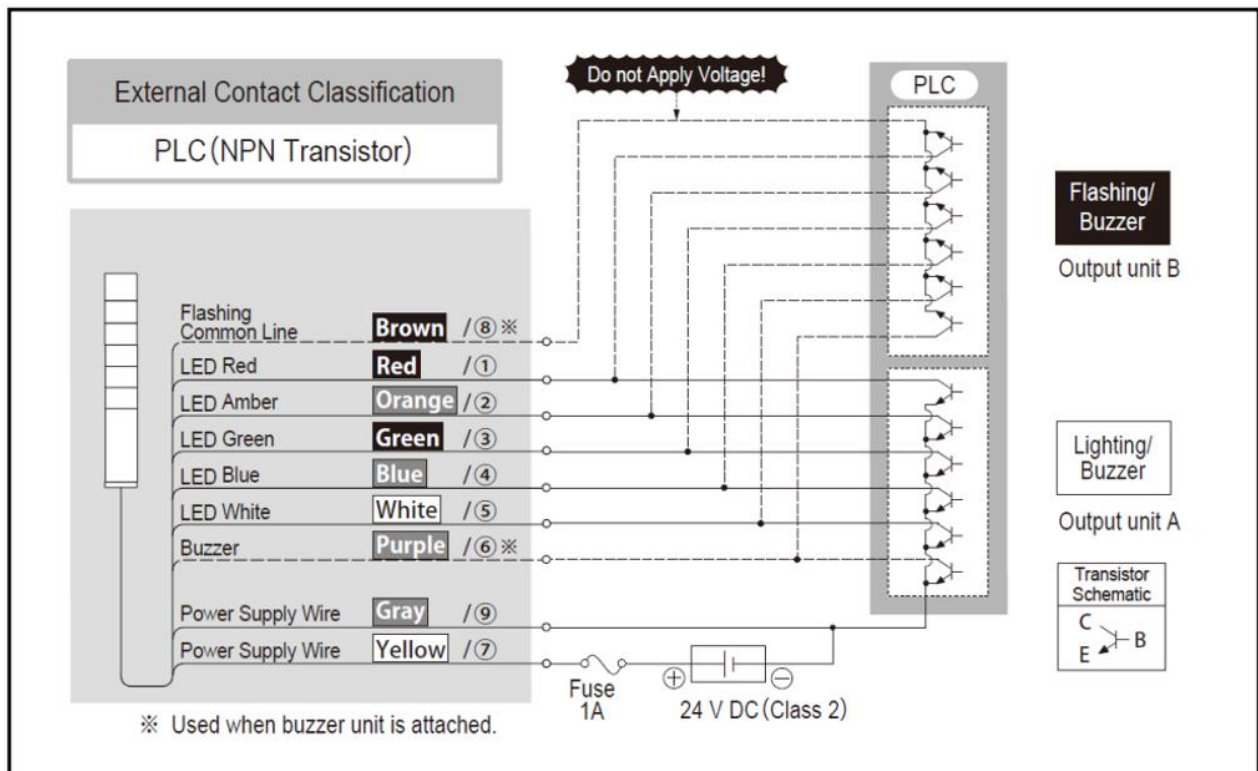 External Contact Classification
PLC(NPN Transistor)
Do not Apply Voltage!
PLC
Flashing/
Buzzer
Output unit B
Flashing
Common Line Brown /⑧※
LED Red Red /①
LED Amber Orange /②
LED Green Green /③
LED Blue Blue /④
LED White White /⑤
Buzzer Purple /⑥※
Power Supply Wire Gray /⑨
Power Supply Wire Yellow /⑦
Lighting/
Buzzer
Output unit A
Transistor
Schematic
C
B
E
Fuse
1A
+ −
24 V DC(Class 2)
※ Used when buzzer unit is attached.